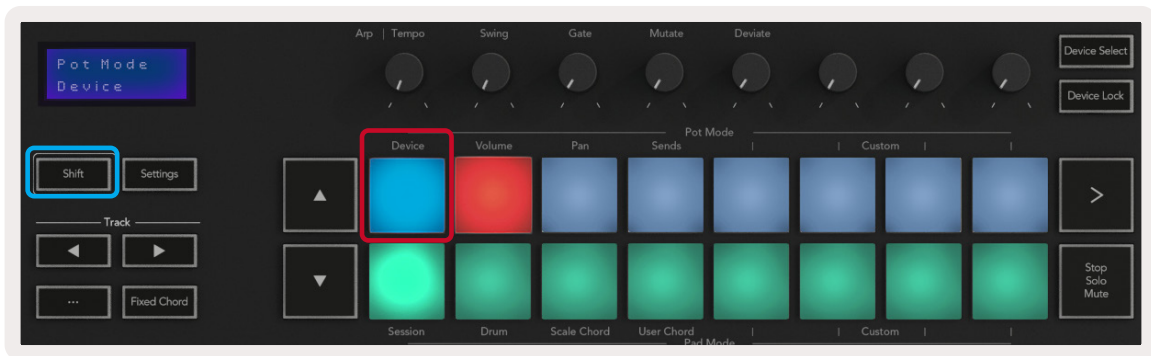 Arp | Tempo Swing Gate Mutate Deviate
Pot Mode
Device
Device Select
Device Lock
Pot Mode
Device Volume Pan Sends | | Custom | |
Shift Settings
▲
>
Track
◀ ▶
▼
Stop
Solo
Mute
... Fixed Chord
Session Drum Scale Chord User Chord | | Custom | |
Pad Mode